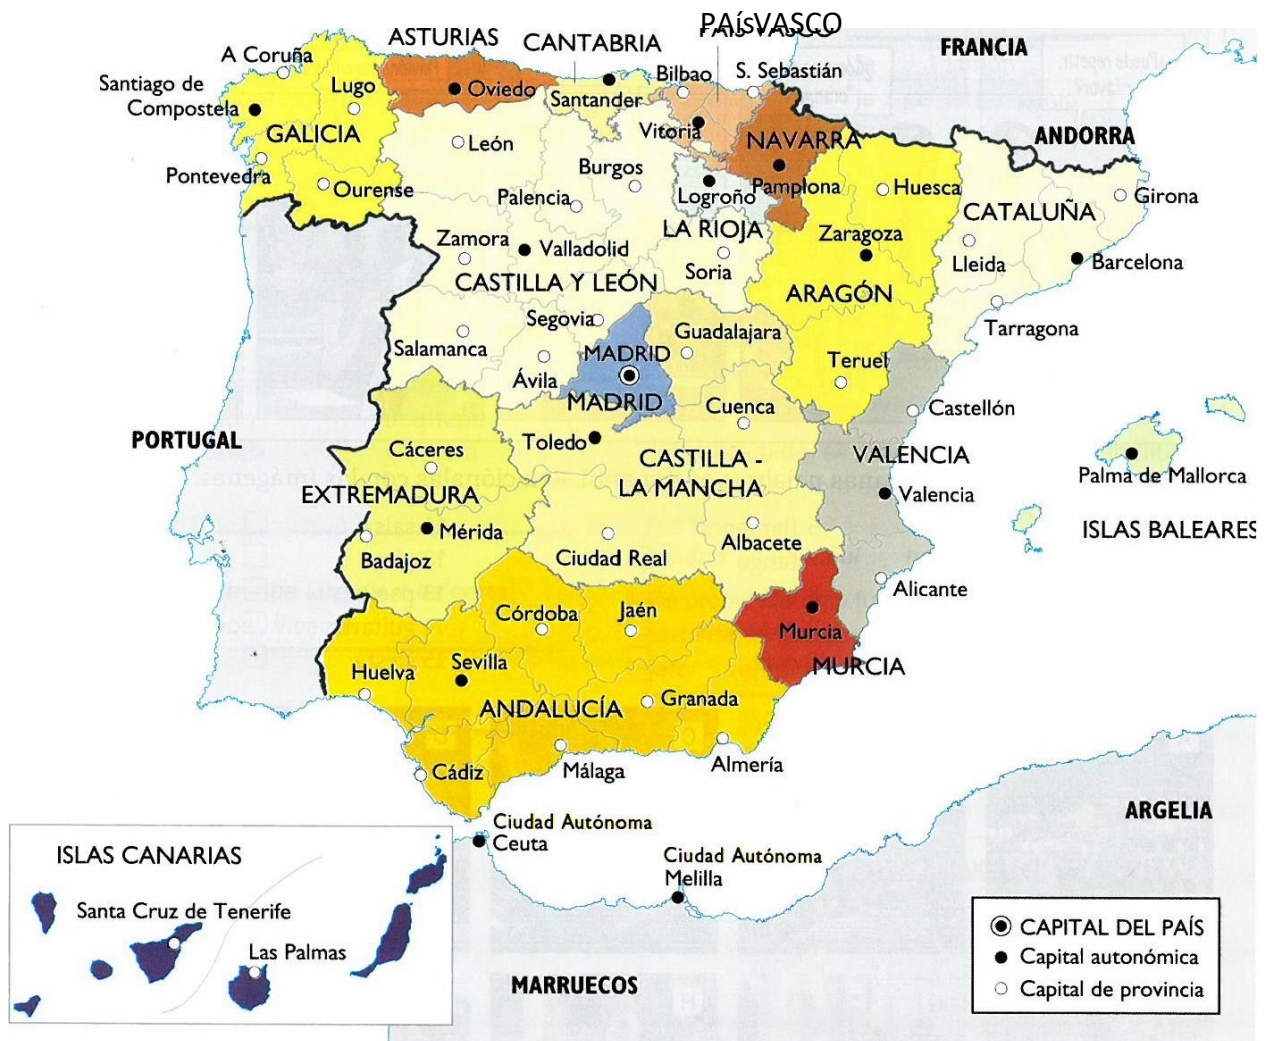 PAísVASCO
ASTURIAS
CANTABRIA
FRANCIA
A Coruña
Bilbao
S. Sebastián
Santiago de
Compostela
Lugo
Oviedo
Santander
Vitoria
GALICIA
NAVARRA
ANDORRA
León
Pontevedra
Ourense
Burgos
Palencia
Logroño
Pamplona
Huesca
Girona
CATALUÑA
LA RIOJA
Zaragoza
Zamora
Valladolid
Soria
Lleida
Barcelona
CASTILLA Y LEÓN
ARAGÓN
Segovia
Guadalajara
Tarragona
Salamanca
Ávila
MADRID
MADRID
Teruel
Cuenca
Castellón
PORTUGAL
Cáceres
Toledo
CASTILLA -
LA MANCHA
VALENCIA
Palma de Mallorca
EXTREMADURA
Valencia
Mérida
ISLAS BALEARES
Badajoz
Ciudad Real
Albacete
Alicante
Córdoba
Jaén
Murcia
MURCIA
Huelva
Sevilla
ANDALUCÍA
Granada
Cádiz
Málaga
Almería
Ciudad Autónoma
Ceuta
Ciudad Autónoma
Melilla
ARGELIA
MARRUECOS
ISLAS CANARIAS
Santa Cruz de Tenerife
Las Palmas
CAPITAL DEL PAÍS
Capital autonómica
Capital de provincia